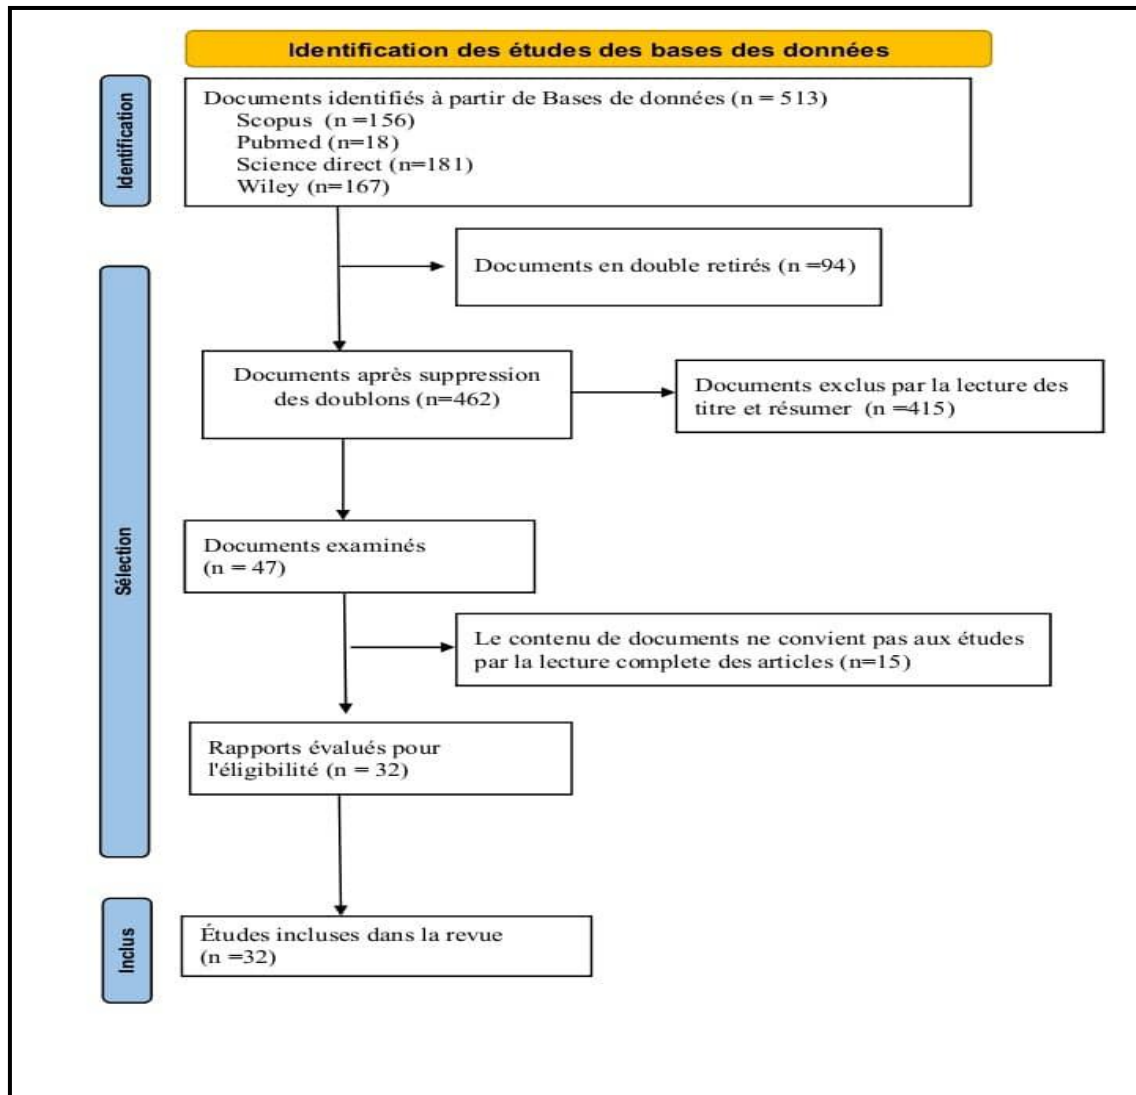 Identification des études des bases des données
Identification
Documents identifiés à partir de Bases de données (n = 513)
Scopus (n =156)
Pubmed (n=18)
Science direct (n=181)
Wiley (n=167)
Documents en double retirés (n =94)
Sélection
Documents après suppression
des doublons (n=462)
Documents exclus par la lecture des
titre et résumer (n =415)
Documents examinés
(n = 47)
Le contenu de documents ne convient pas aux études
par la lecture complete des articles (n=15)
Rapports évalués pour
l'éligibilité (n = 32)
Inclus
Études incluses dans la revue
(n =32)